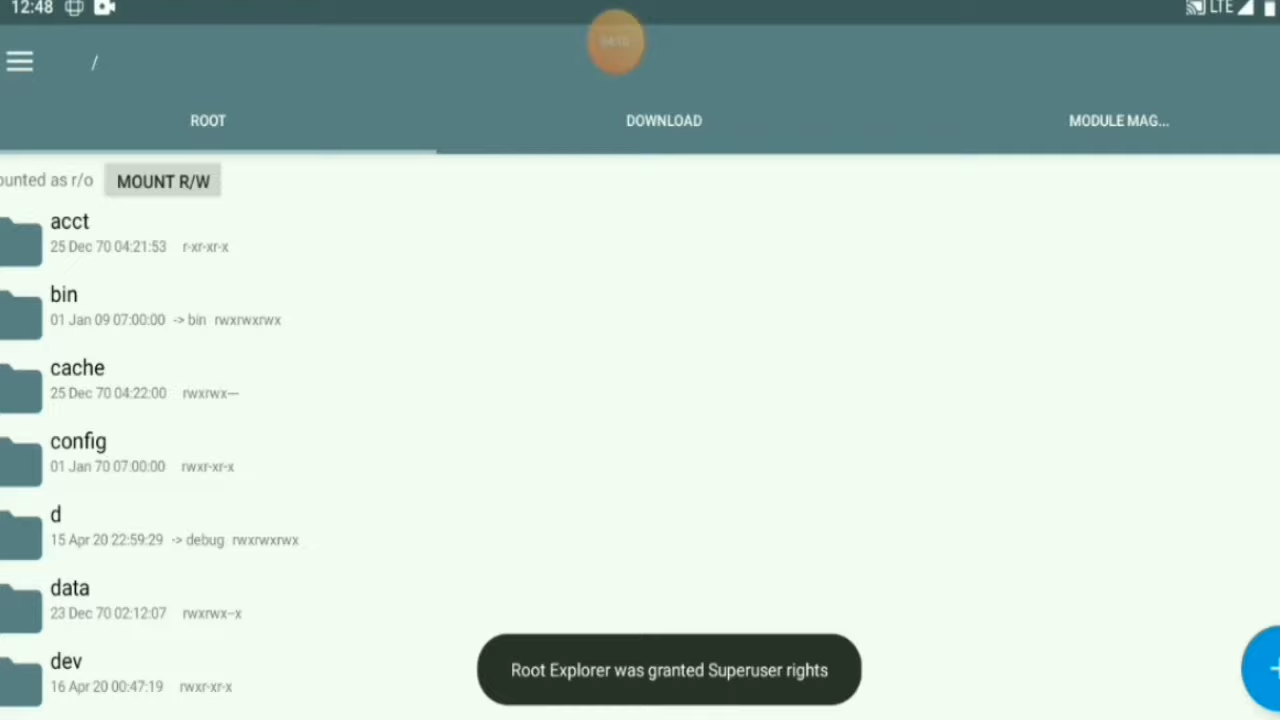 12:48
LTE
/
ROOT
DOWNLOAD
MODULE MAG...
ounted as r/o
MOUNT R/W
acct
25 Dec 70 04:21:53 r-xr-xr-x
bin
01 Jan 09 07:00:00 -> bin rwxrwxrwx
cache
25 Dec 70 04:22:00 rwxrwx---
config
01 Jan 70 07:00:00 rwxr-xr-x
d
15 Apr 20 22:59:29 -> debug rwxrwxrwx
data
23 Dec 70 02:12:07 rwxrwx--x
dev
16 Apr 20 00:47:19 rwxr-xr-x
Root Explorer was granted Superuser rights